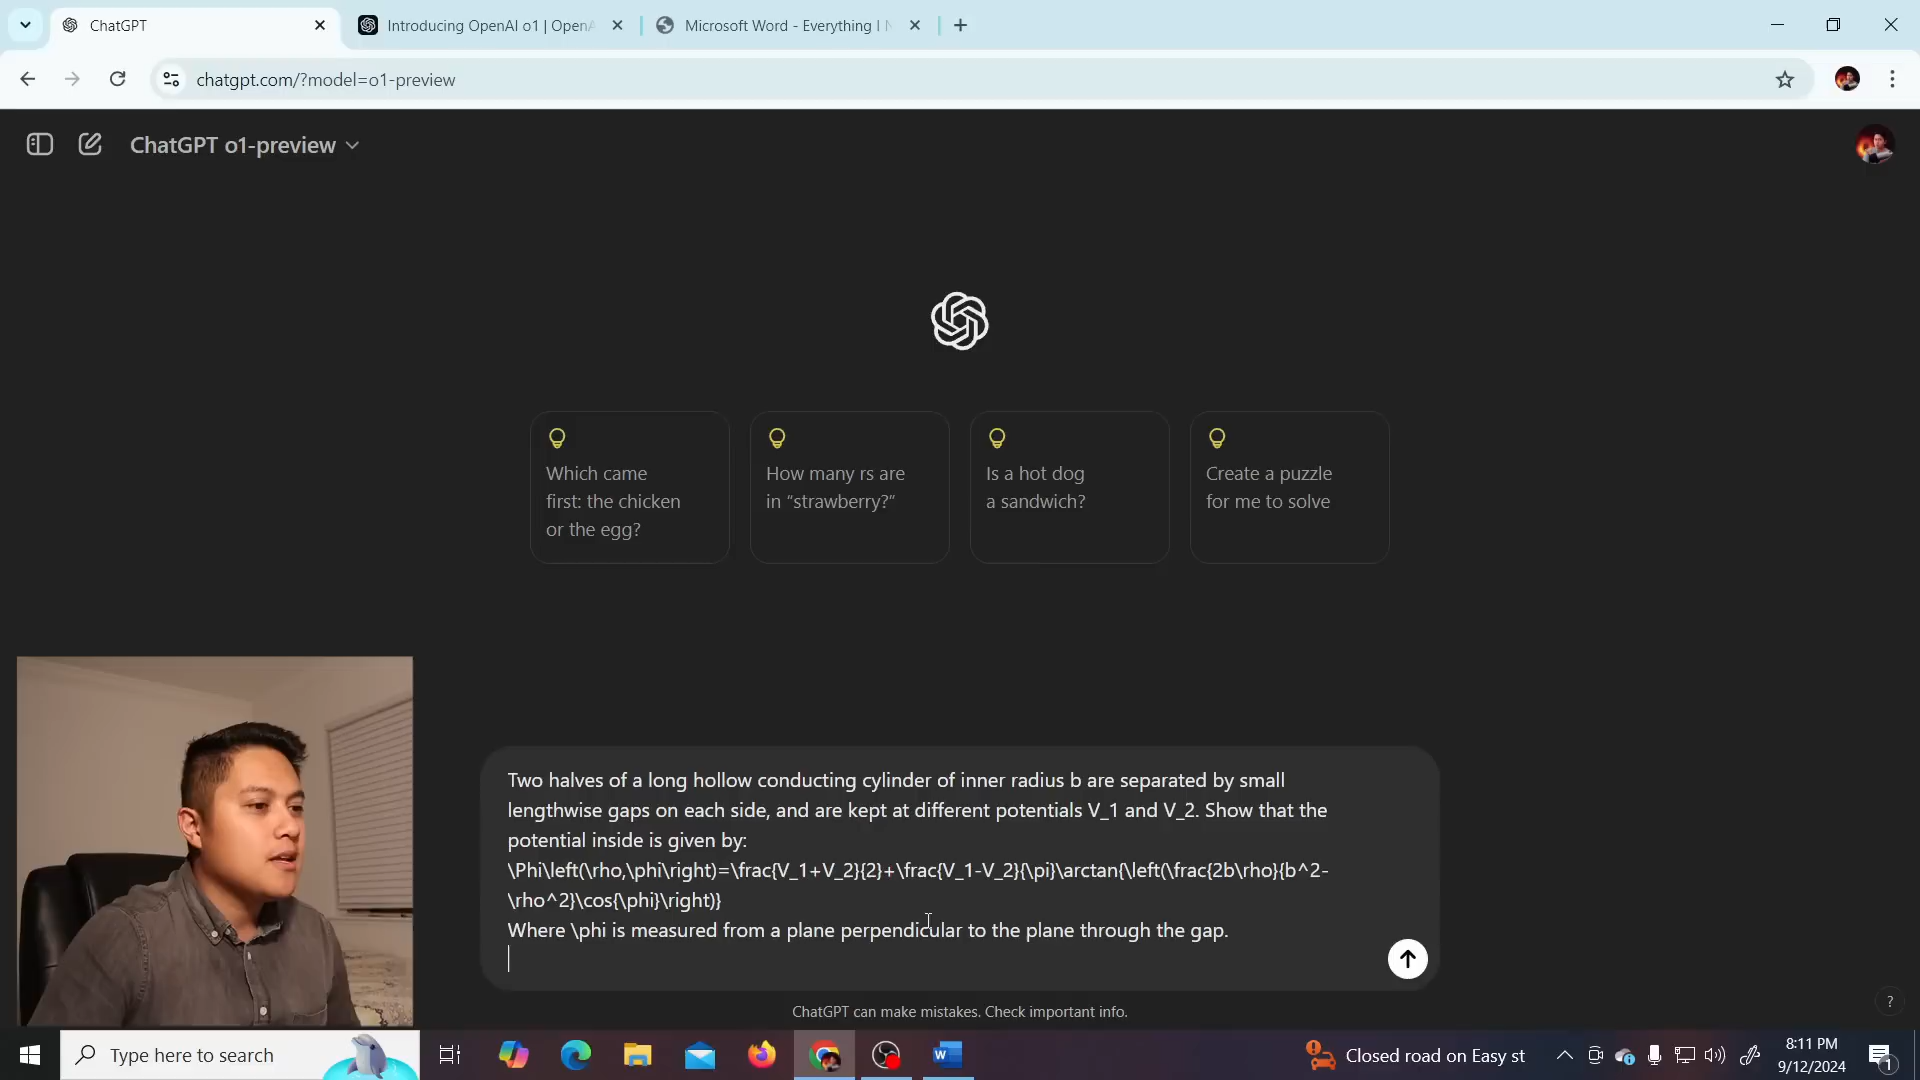 ChatGPT
Introducing OpenAI o1 | OpenA
Microsoft Word - Everything I N
chatgpt.com/?model=o1-preview
ChatGPT o1-preview
Which came
first: the chicken
or the egg?
How many rs are
in “strawberry?”
Is a hot dog
a sandwich?
Create a puzzle
for me to solve
Two halves of a long hollow conducting cylinder of inner radius b are separated by small
lengthwise gaps on each side, and are kept at different potentials V_1 and V_2. Show that the
potential inside is given by:
\Phi\left(\rho,\phi\right)=\frac{V_1+V_2}{2}+\frac{V_1-V_2}{\pi}\arctan{\left(\frac{2b\rho}{b^2-
\rho^2}\cos{\phi}\right)}
Where \phi is measured from a plane perpendicular to the plane through the gap.
ChatGPT can make mistakes. Check important info.
?
Type here to search
W
Closed road on Easy st
8:11 PM
9/12/2024
1